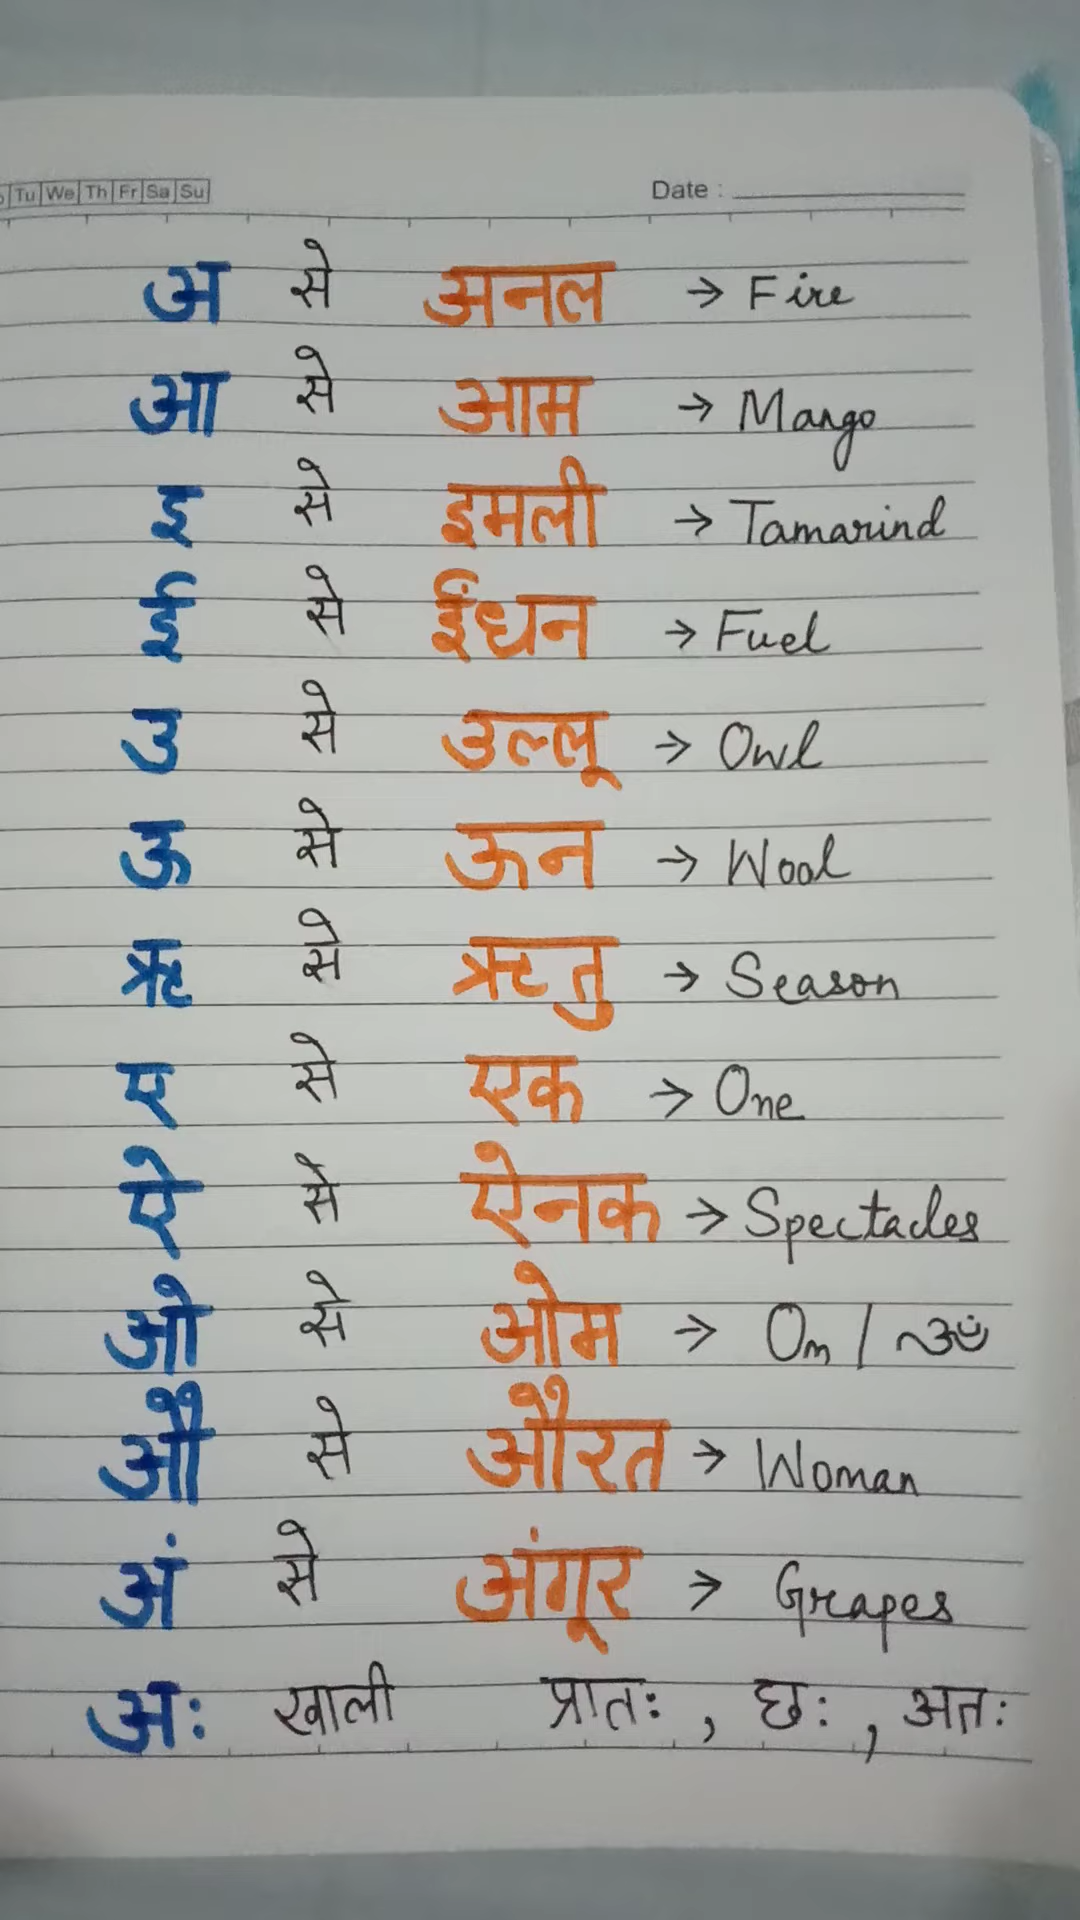 Tu We Th Fr Sa Su Date :
अ से अनल → Fire
आ से आम → Mango
इ से इमली → Tamarind
ई से ईंधन → Fuel
उ से उल्लू → Owl
ऊ से ऊन → Wool
ऋ से ऋतु → Season
ए से एक → One
ऐ से ऐनक → Spectacles
ओ से ओम → Om / ॐ
औ से औरत → Woman
अं से अंगूर → Grapes
अः खाली प्रातः , छः , अतः